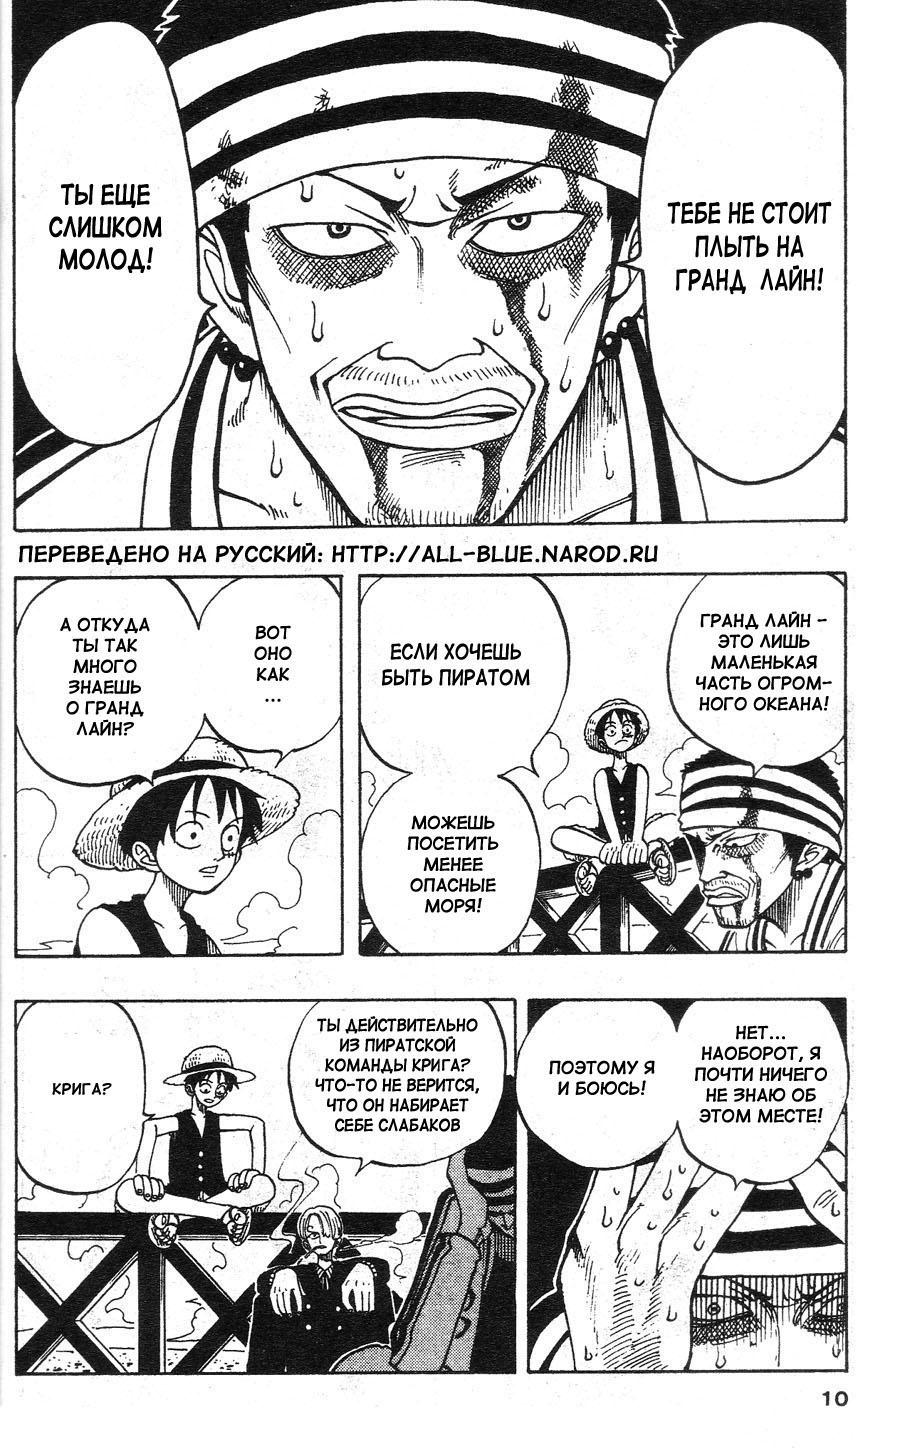 ТЕБЕ НЕ СТОИТ
ПЛЫТЬ НА
ГРАНД ЛАЙН!
ТЫ ЕЩЕ
СЛИШКОМ
МОЛОД!
ПЕРЕВЕДЕНО НА РУССКИЙ: HTTP://ALL-BLUE.NAROD.RU
ГРАНД ЛАЙН -
ЭТО ЛИШЬ
МАЛЕНЬКАЯ
ЧАСТЬ ОГРОМ-
НОГО ОКЕАНА!
ЕСЛИ ХОЧЕШЬ
БЫТЬ ПИРАТОМ
МОЖЕШЬ
ПОСЕТИТЬ
МЕНЕЕ
ОПАСНЫЕ
МОРЯ!
ВОТ
ОНО
КАК
...
А ОТКУДА
ТЫ ТАК
МНОГО
ЗНАЕШЬ
О ГРАНД
ЛАЙН?
НЕТ...
НАОБОРОТ, Я
ПОЧТИ НИЧЕГО
НЕ ЗНАЮ ОБ
ЭТОМ МЕСТЕ!
ПОЭТОМУ Я
И БОЮСЬ!
ТЫ ДЕЙСТВИТЕЛЬНО
ИЗ ПИРАТСКОЙ
КОМАНДЫ КРИГА?
ЧТО-ТО НЕ ВЕРИТСЯ,
ЧТО ОН НАБИРАЕТ
СЕБЕ СЛАБАКОВ
КРИГА?
10